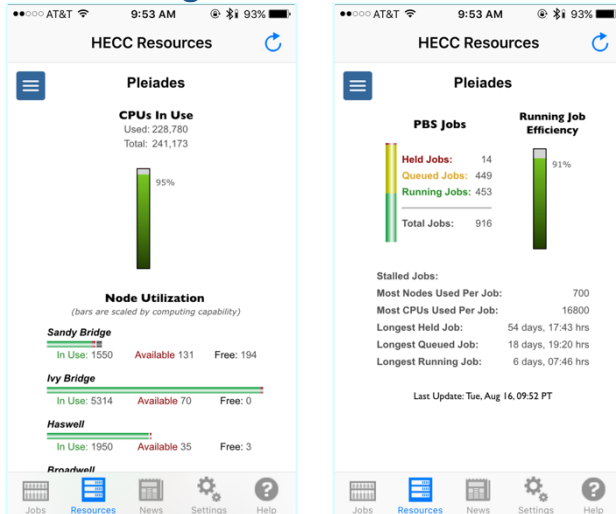 AT&T 9:53 AM 93%
HECC Resources
Pleiades
CPUs In Use
Used: 228,780
Total: 241,173
95%
Node Utilization
(bars are scaled by computing capability)
Sandy Bridge
In Use: 1550 Available 131 Free: 194
Ivy Bridge
In Use: 5314 Available 70 Free: 0
Haswell
In Use: 1950 Available 35 Free: 3
Broadwell
Jobs Resources News Settings Help
AT&T 9:53 AM 93%
HECC Resources
Pleiades
PBS Jobs
Held Jobs: 14
Queued Jobs: 449
Running Jobs: 453
Total Jobs: 916
Running Job
Efficiency
91%
Stalled Jobs:
Most Nodes Used Per Job: 700
Most CPUs Used Per Job: 16800
Longest Held Job: 54 days, 17:43 hrs
Longest Queued Job: 18 days, 19:20 hrs
Longest Running Job: 6 days, 07:46 hrs
Last Update: Tue, Aug 16, 09:52 PT
Jobs Resources News Settings Help